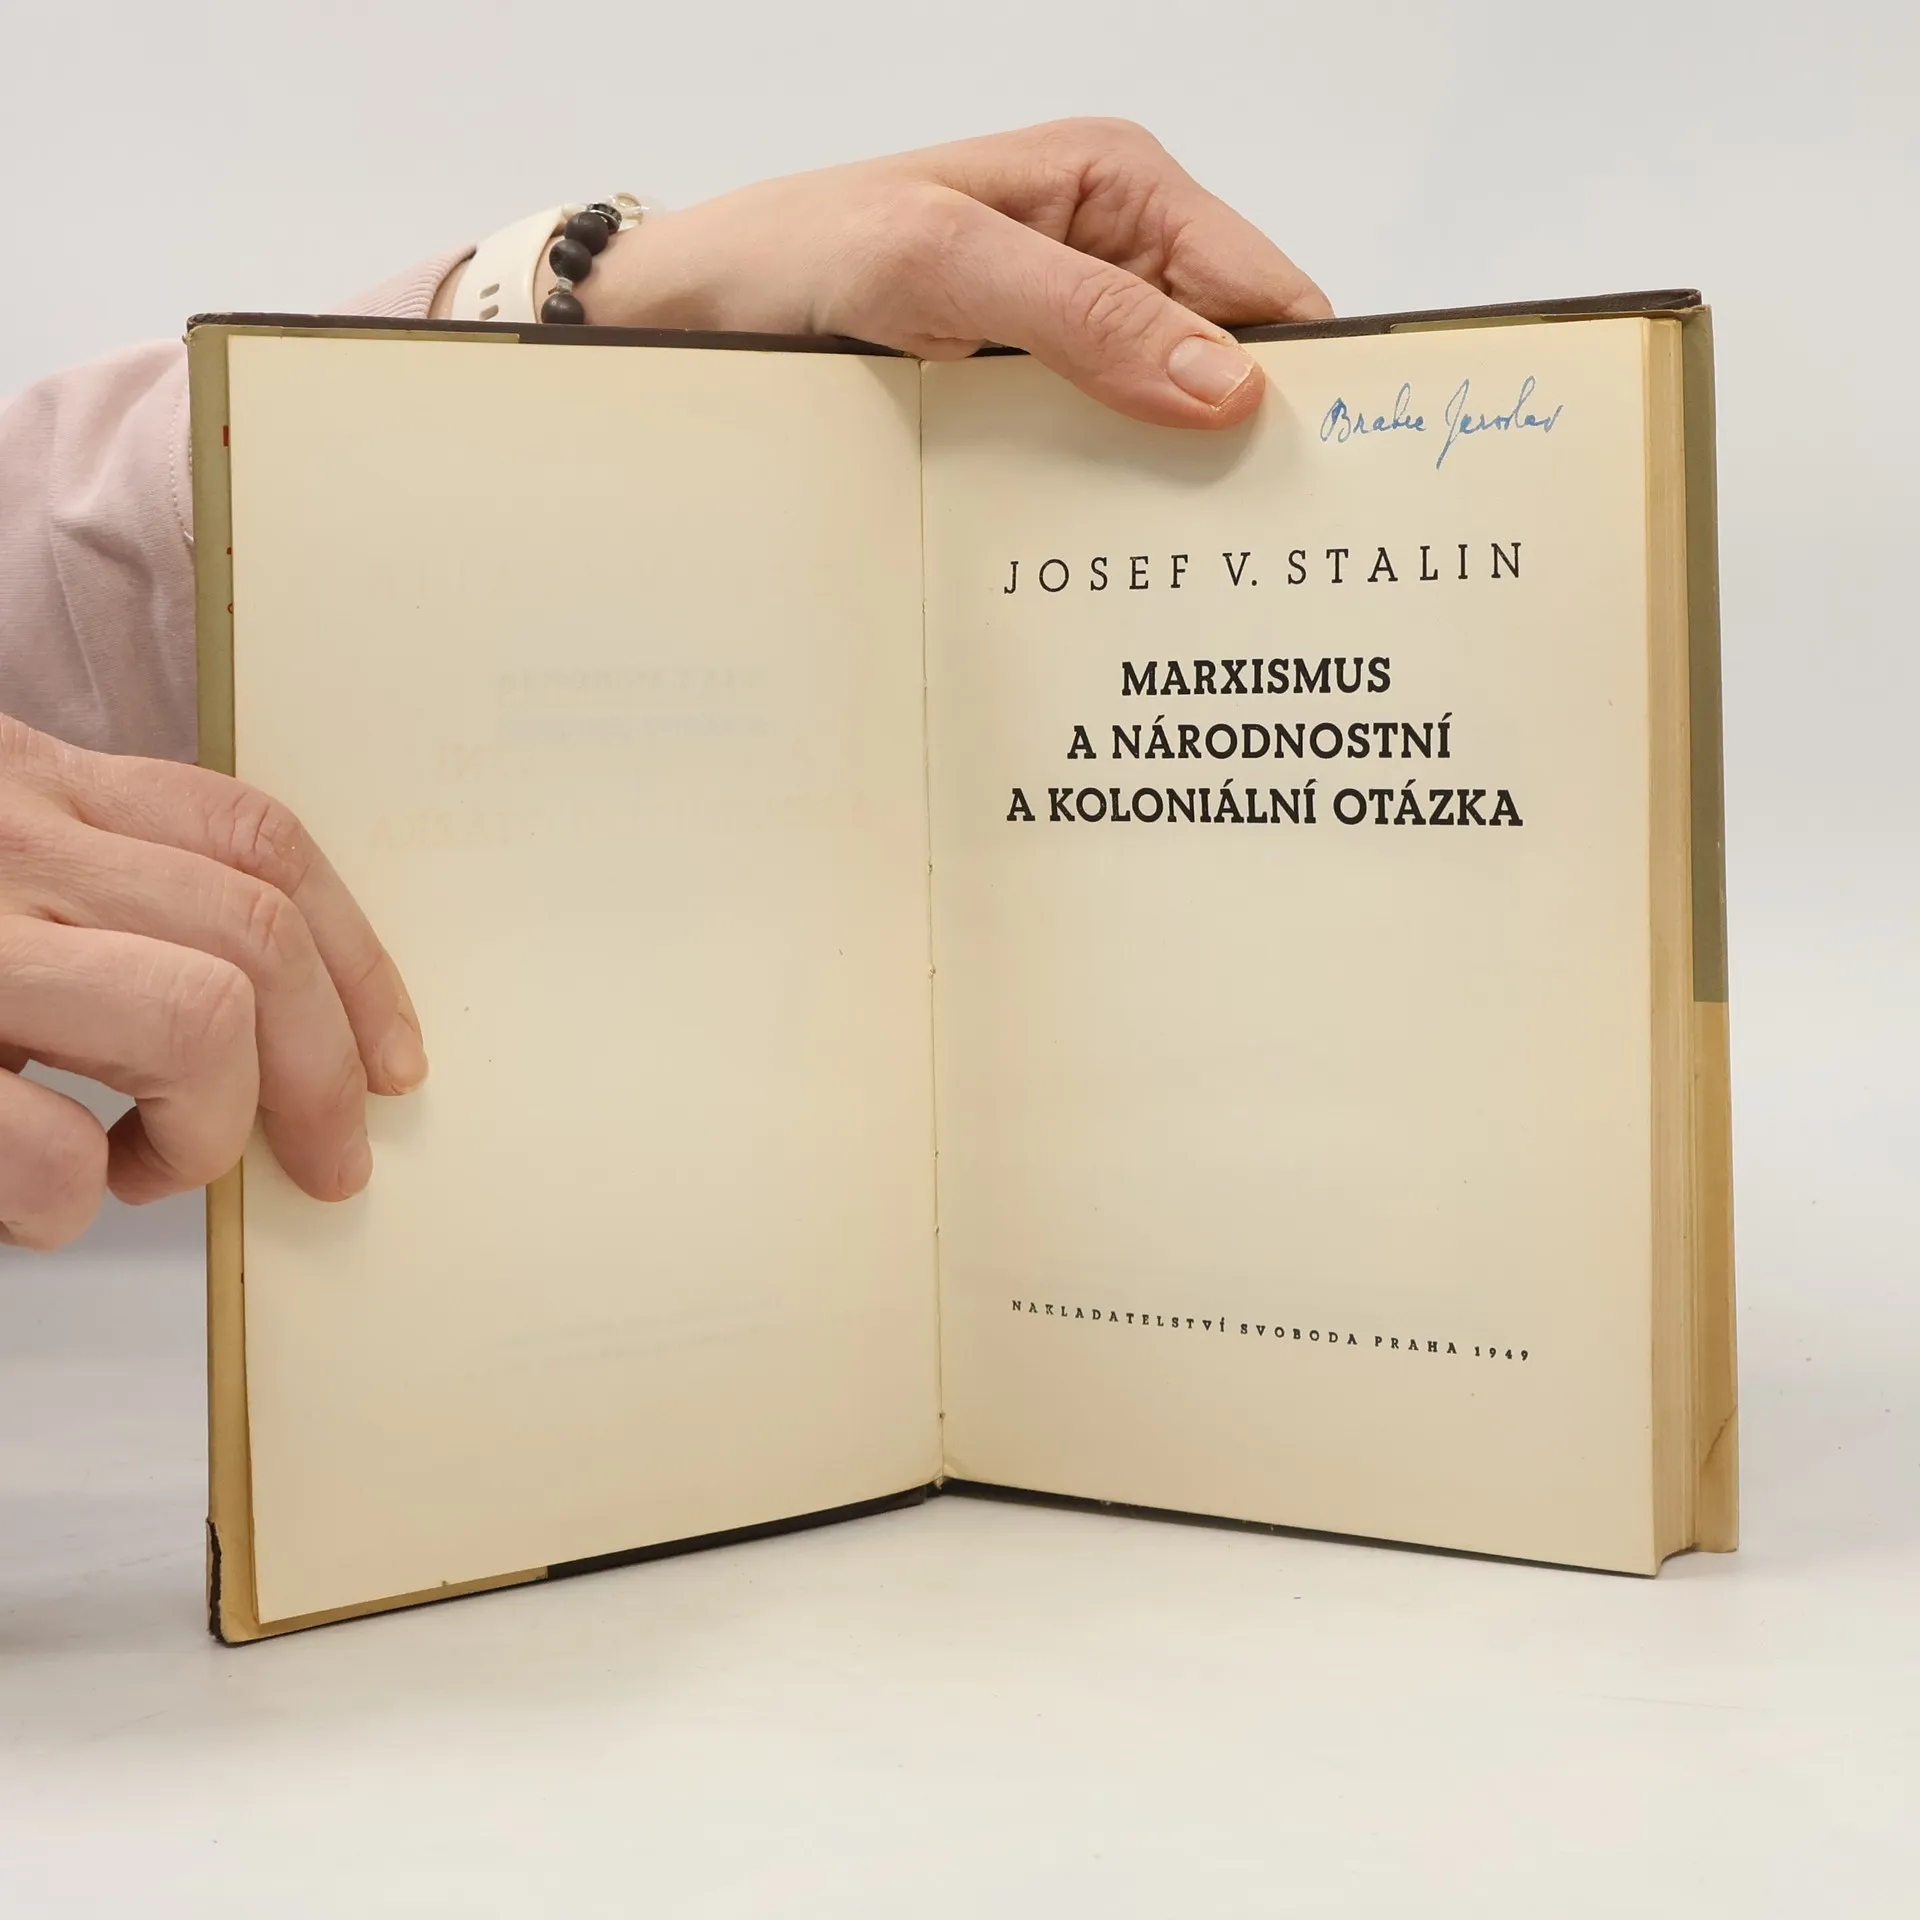 Brabec Jaroslav
JOSEF V. STALIN
MARXISMUS
A NÁRODNOSTNÍ
A KOLONIÁLNÍ OTÁZKA
NAKLADATELSTVÍ SVOBODA PRAHA 1949